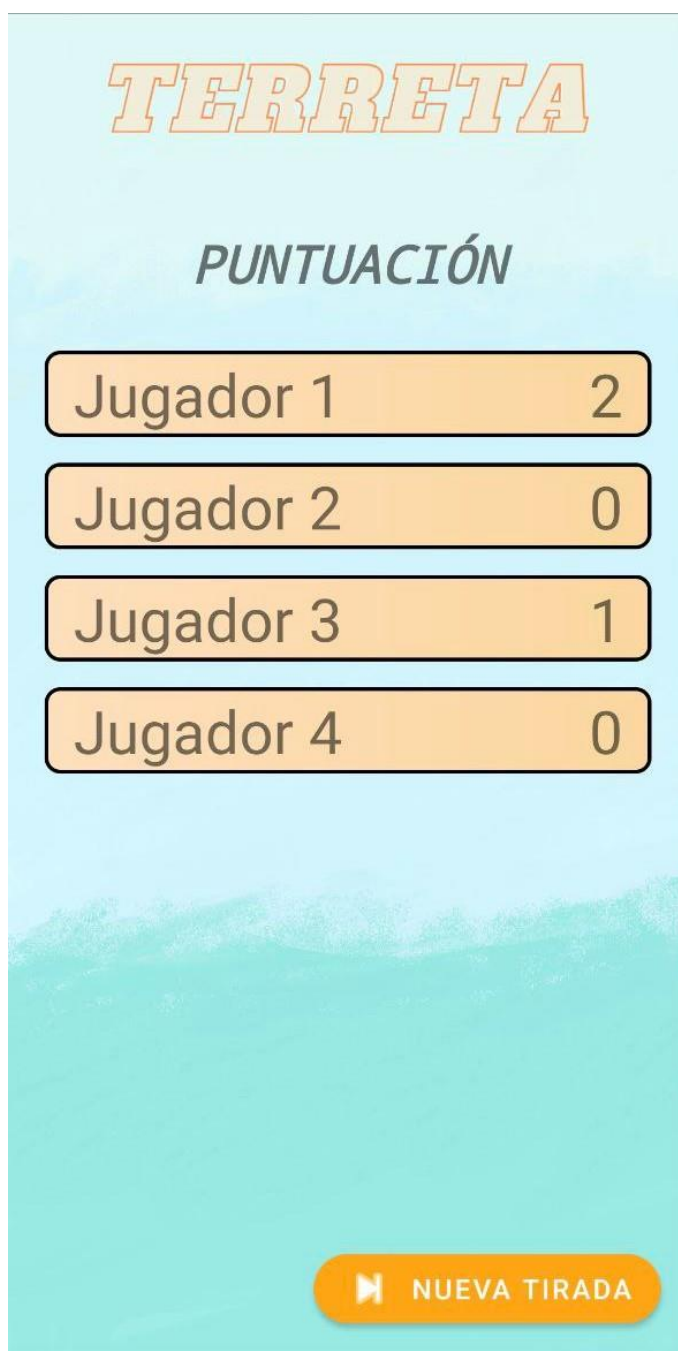 TERRETA
PUNTUACIÓN
Jugador 1 2
Jugador 2 0
Jugador 3 1
Jugador 4 0
NUEVA TIRADA